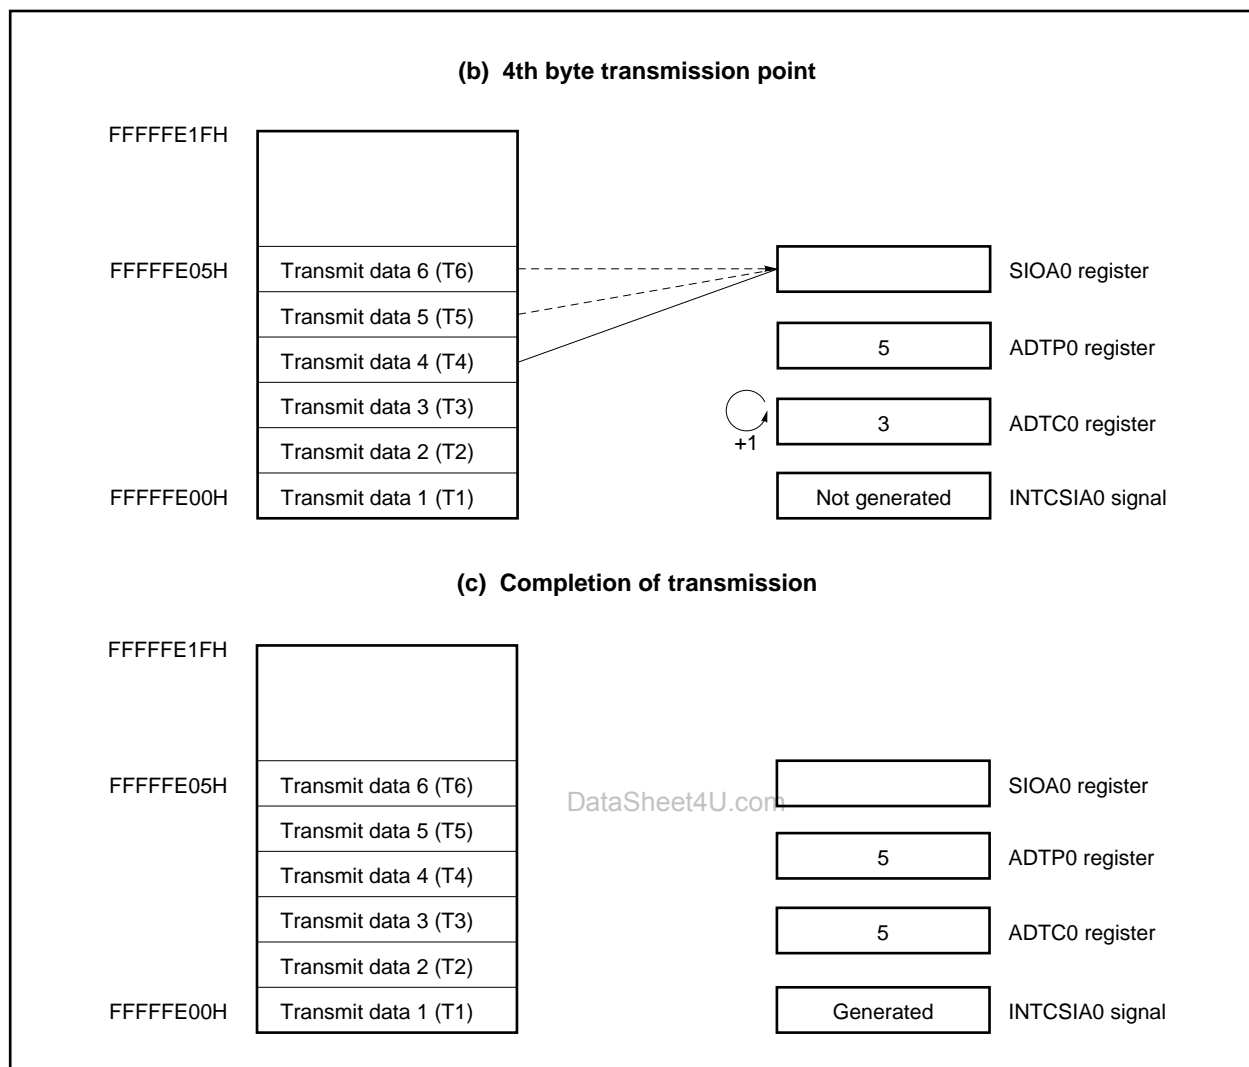 (b) 4th byte transmission point
FFFFFE1FH
FFFFFE05H
Transmit data 6 (T6)
SIOA0 register
Transmit data 5 (T5)
5
ADTP0 register
Transmit data 4 (T4)
Transmit data 3 (T3)
+1
3
ADTC0 register
Transmit data 2 (T2)
FFFFFE00H
Transmit data 1 (T1)
Not generated
INTCSIA0 signal
(c) Completion of transmission
FFFFFE1FH
FFFFFE05H
Transmit data 6 (T6)
DataSheet4U.com
SIOA0 register
Transmit data 5 (T5)
5
ADTP0 register
Transmit data 4 (T4)
Transmit data 3 (T3)
5
ADTC0 register
Transmit data 2 (T2)
FFFFFE00H
Transmit data 1 (T1)
Generated
INTCSIA0 signal